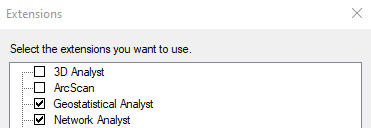 Extensions
Select the extensions you want to use.
3D Analyst
ArcScan
Geostatistical Analyst
Network Analyst